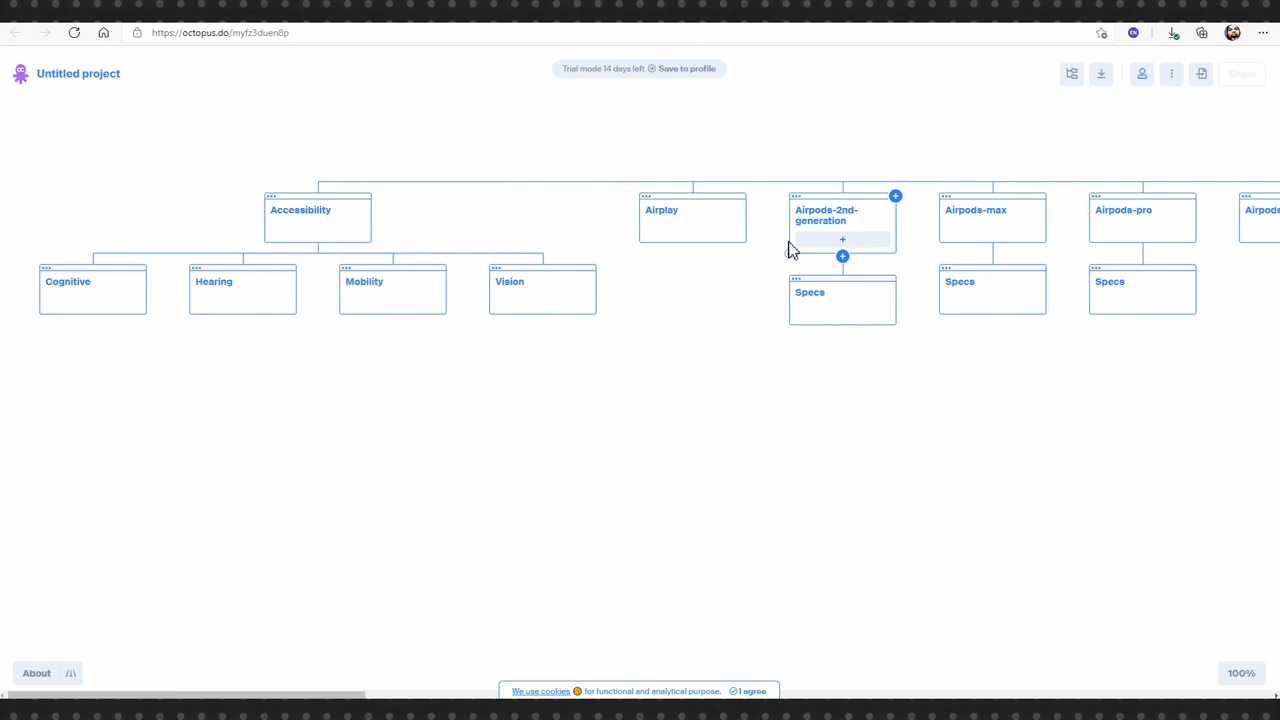 https://octopus.do/myfz3duen8p
EN
Untitled project
Trial mode 14 days left Save to profile
Share
Accessibility
Airplay
Airpods-2nd-
generation
Airpods-max
Airpods-pro
Airpods
Cognitive
Hearing
Mobility
Vision
Specs
Specs
Specs
About
100%
We use cookies for functional and analytical purpose. I agree